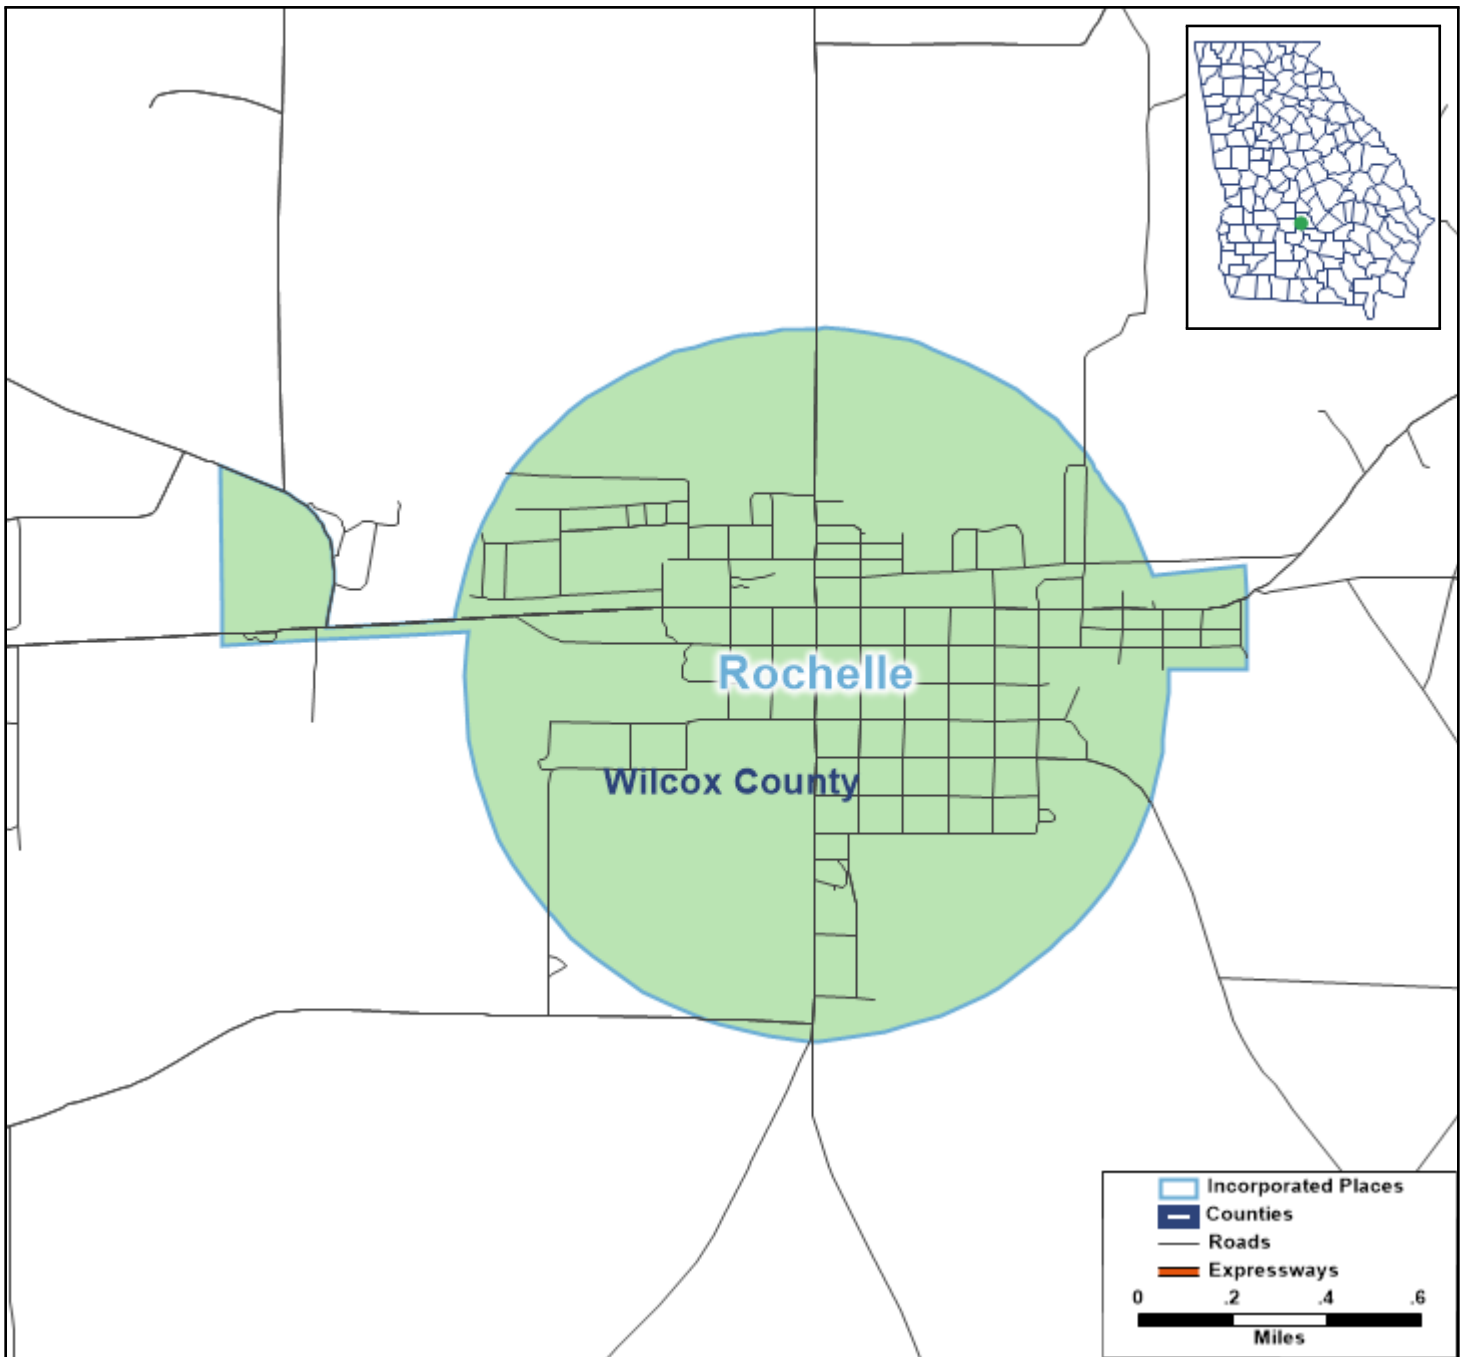 Rochelle
Wilcox County
Incorporated Places
Counties
Roads
Expressways
0 .2 .4 .6
Miles